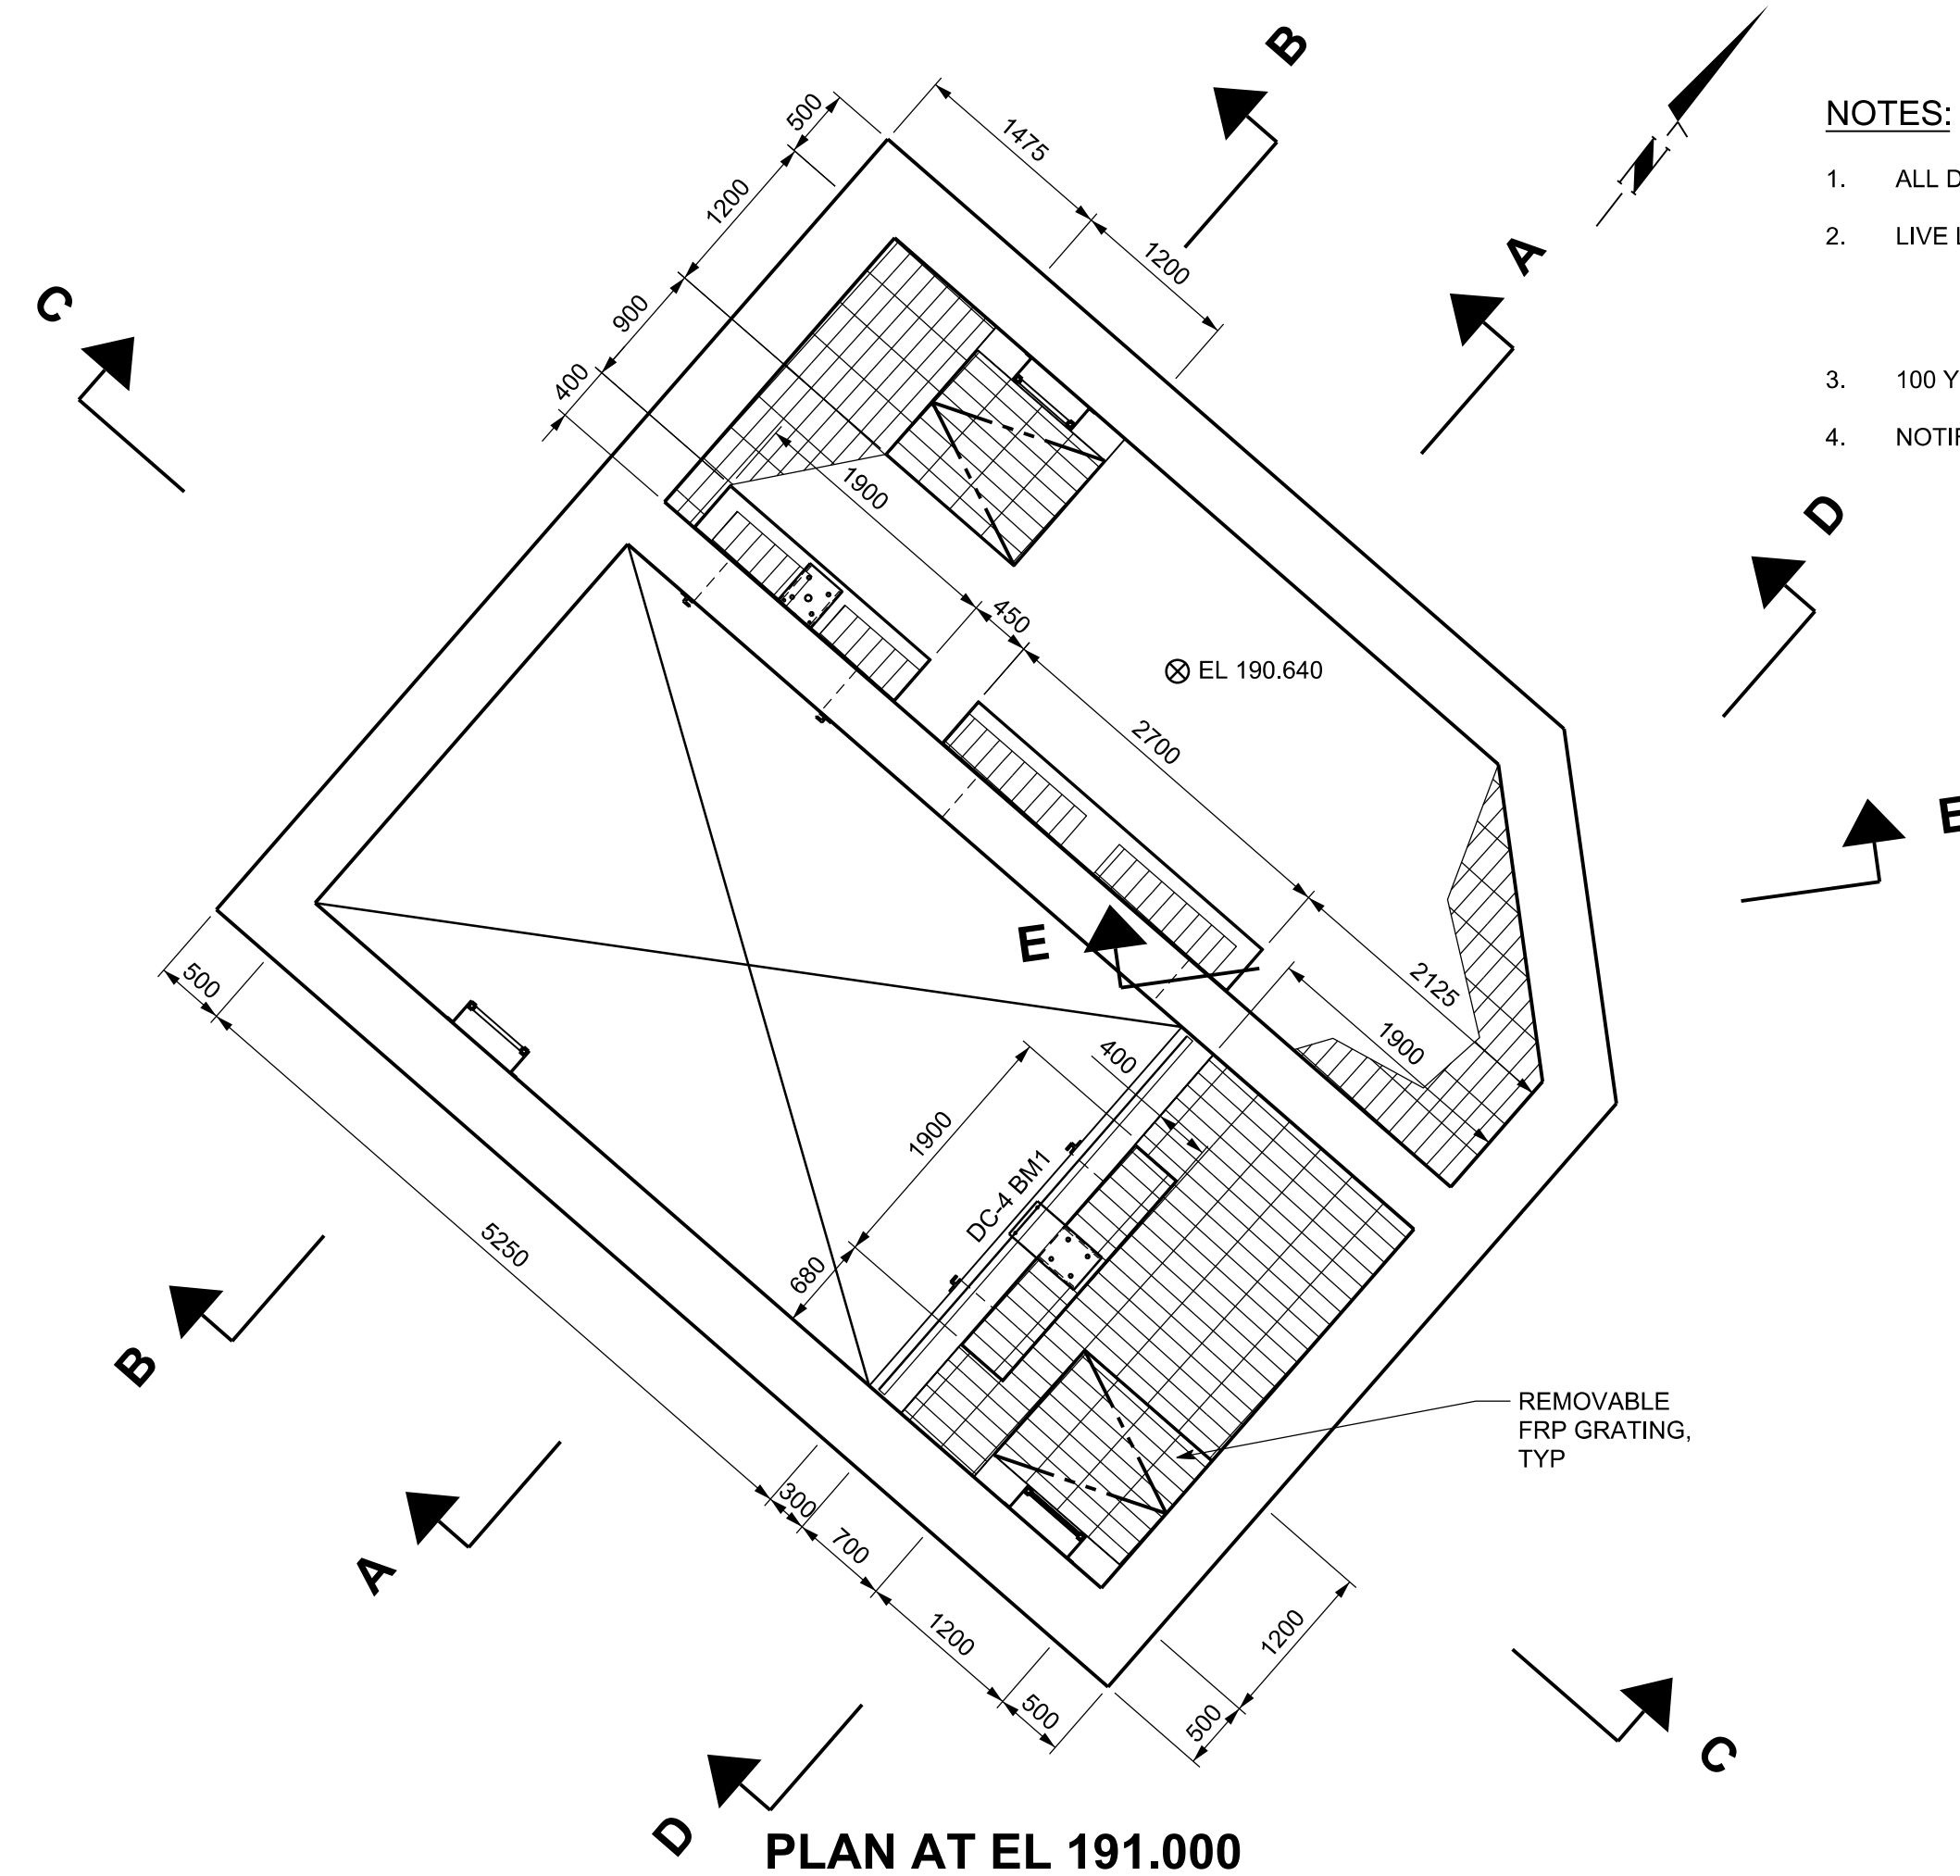 B
500
1475
1200
1200
A
C
900
400
NOTES:
1. ALL D
2. LIVE L
3. 100 Y
4. NOTIF
D
1900
450
EL 190.640
2700
E
E
2125
1900
400
500
1900
DC-4 BM1
680
5250
B
A
300
700
1200
500
500
1200
REMOVABLE
FRP GRATING,
TYP
C
D
PLAN AT EL 191.000